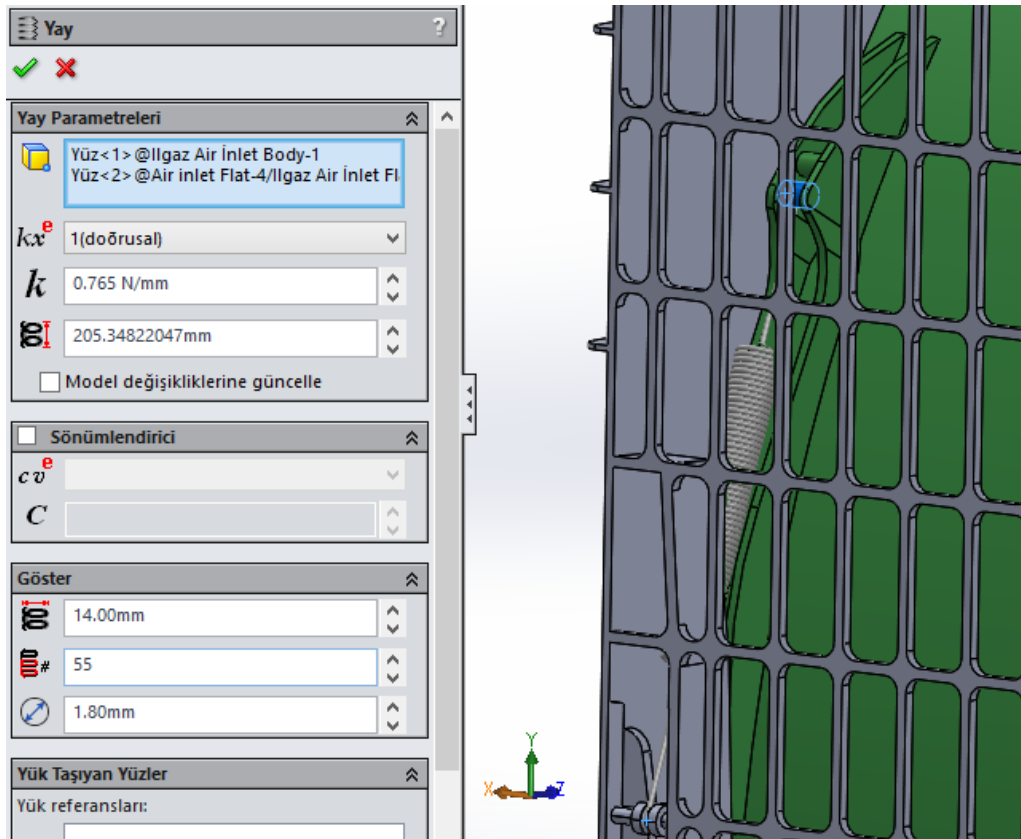 Yay
?
Yay Parametreleri
Yüz<1>@Ilgaz Air İnlet Body-1
Yüz<2>@Air inlet Flat-4/Ilgaz Air İnlet Fl
kx e 1(doõrusal)
k 0.765 N/mm
205.34822047mm
Model değişikliklerine güncelle
Sönümlendirici
cv e
C
Göster
14.00mm
# 55
1.80mm
Yük Taşıyan Yüzler
Yük referansları:
Y
X Z